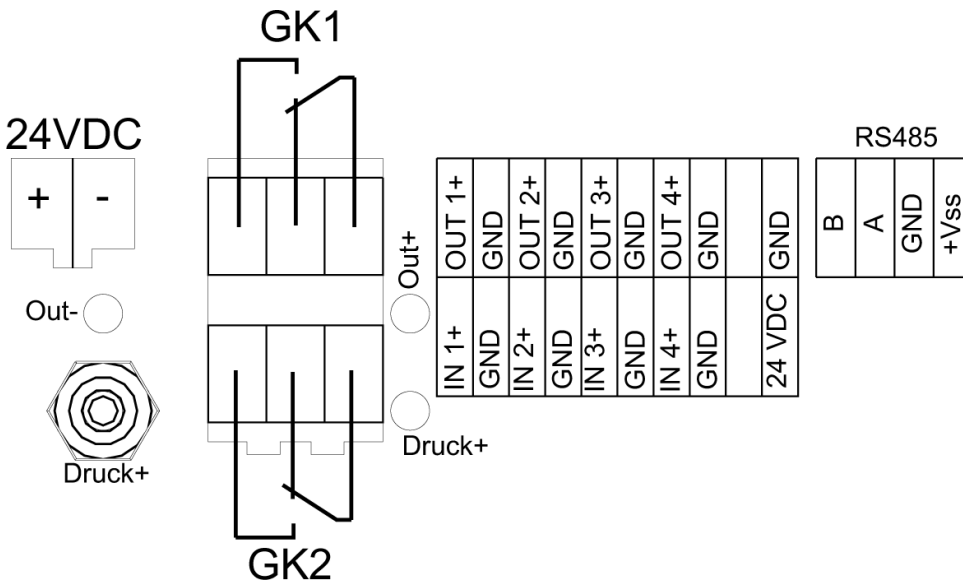 GK1
24VDC
+ -
Out-
Druck+
Out+
Druck+
GK2
OUT 1+ GND OUT 2+ GND OUT 3+ GND OUT 4+ GND GND
IN 1+ GND IN 2+ GND IN 3+ GND IN 4+ GND 24 VDC
RS485
B A GND +Vss